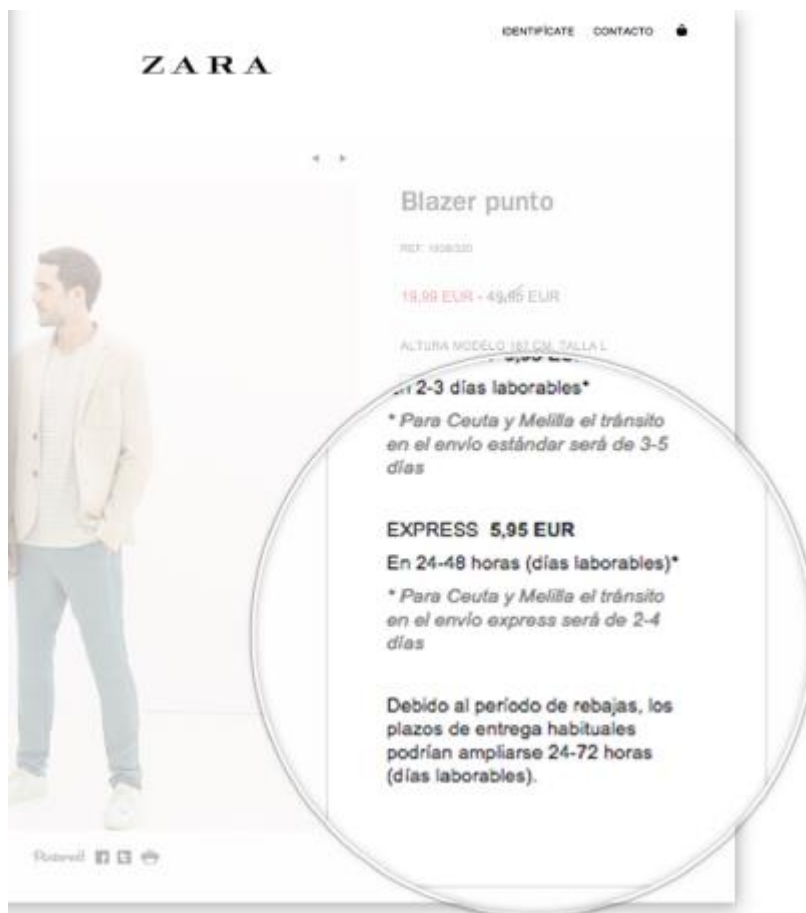 IDENTIFÍCATE CONTACTO
ZARA
Blazer punto
REF.
19,99 EUR - 49,95 EUR
ALTURA MODELO 187 CM, TALLA L
2-3 días laborables*
* Para Ceuta y Melilla el tránsito
en el envío estándar será de 3-5
días
EXPRESS 5,95 EUR
En 24-48 horas (días laborables)*
* Para Ceuta y Melilla el tránsito
en el envío express será de 2-4
días
Debido al período de rebajas, los
plazos de entrega habituales
podrían ampliarse 24-72 horas
(días laborables).
Pinterest